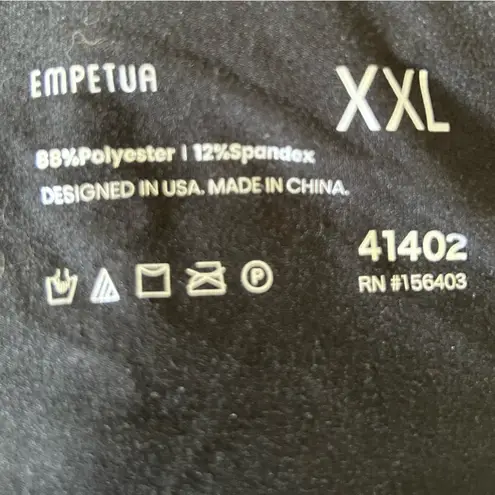 EMPETUA
XXL
88%Polyester | 12%Spandex
DESIGNED IN USA. MADE IN CHINA.
41402
RN #156403
P